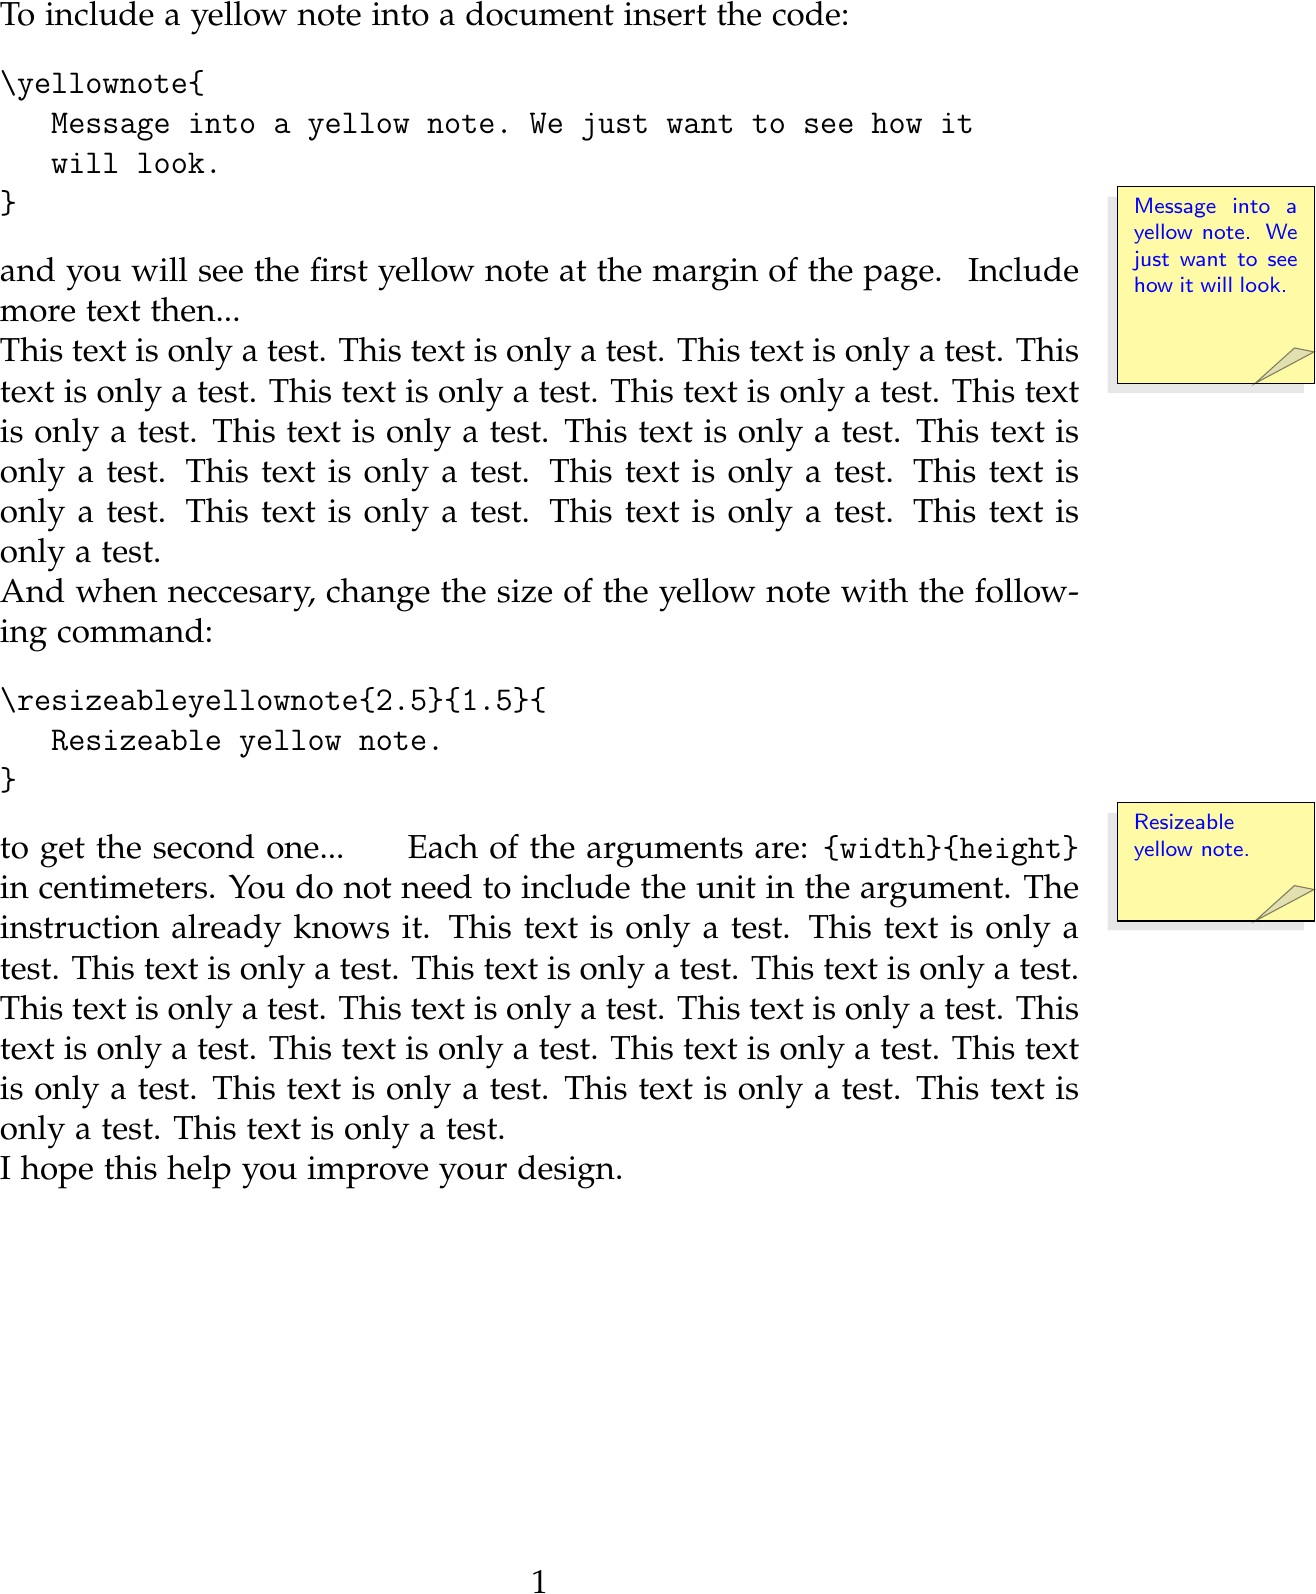 To include a yellow note into a document insert the code:
\yellownote{
Message into a yellow note. We just want to see how it
will look.
}
Message into a
yellow note. We
just want to see
how it will look.
and you will see the first yellow note at the margin of the page. Include
more text then...
This text is only a test. This text is only a test. This text is only a test. This
text is only a test. This text is only a test. This text is only a test. This text
is only a test. This text is only a test. This text is only a test. This text is
only a test. This text is only a test. This text is only a test. This text is
only a test. This text is only a test. This text is only a test. This text is
only a test.
And when neccesary, change the size of the yellow note with the follow-
ing command:
\resizeableyellownote{2.5}{1.5}{
Resizeable yellow note.
}
Resizeable
yellow note.
to get the second one... Each of the arguments are: {width}{height}
in centimeters. You do not need to include the unit in the argument. The
instruction already knows it. This text is only a test. This text is only a
test. This text is only a test. This text is only a test. This text is only a test.
This text is only a test. This text is only a test. This text is only a test. This
text is only a test. This text is only a test. This text is only a test. This text
is only a test. This text is only a test. This text is only a test. This text is
only a test. This text is only a test.
I hope this help you improve your design.
1